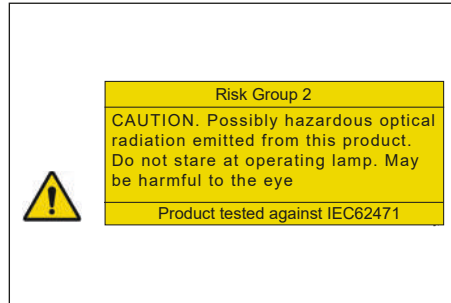 Risk Group 2
CAUTION. Possibly hazardous optical
radiation emitted from this product.
Do not stare at operating lamp. May
be harmful to the eye
Product tested against IEC62471